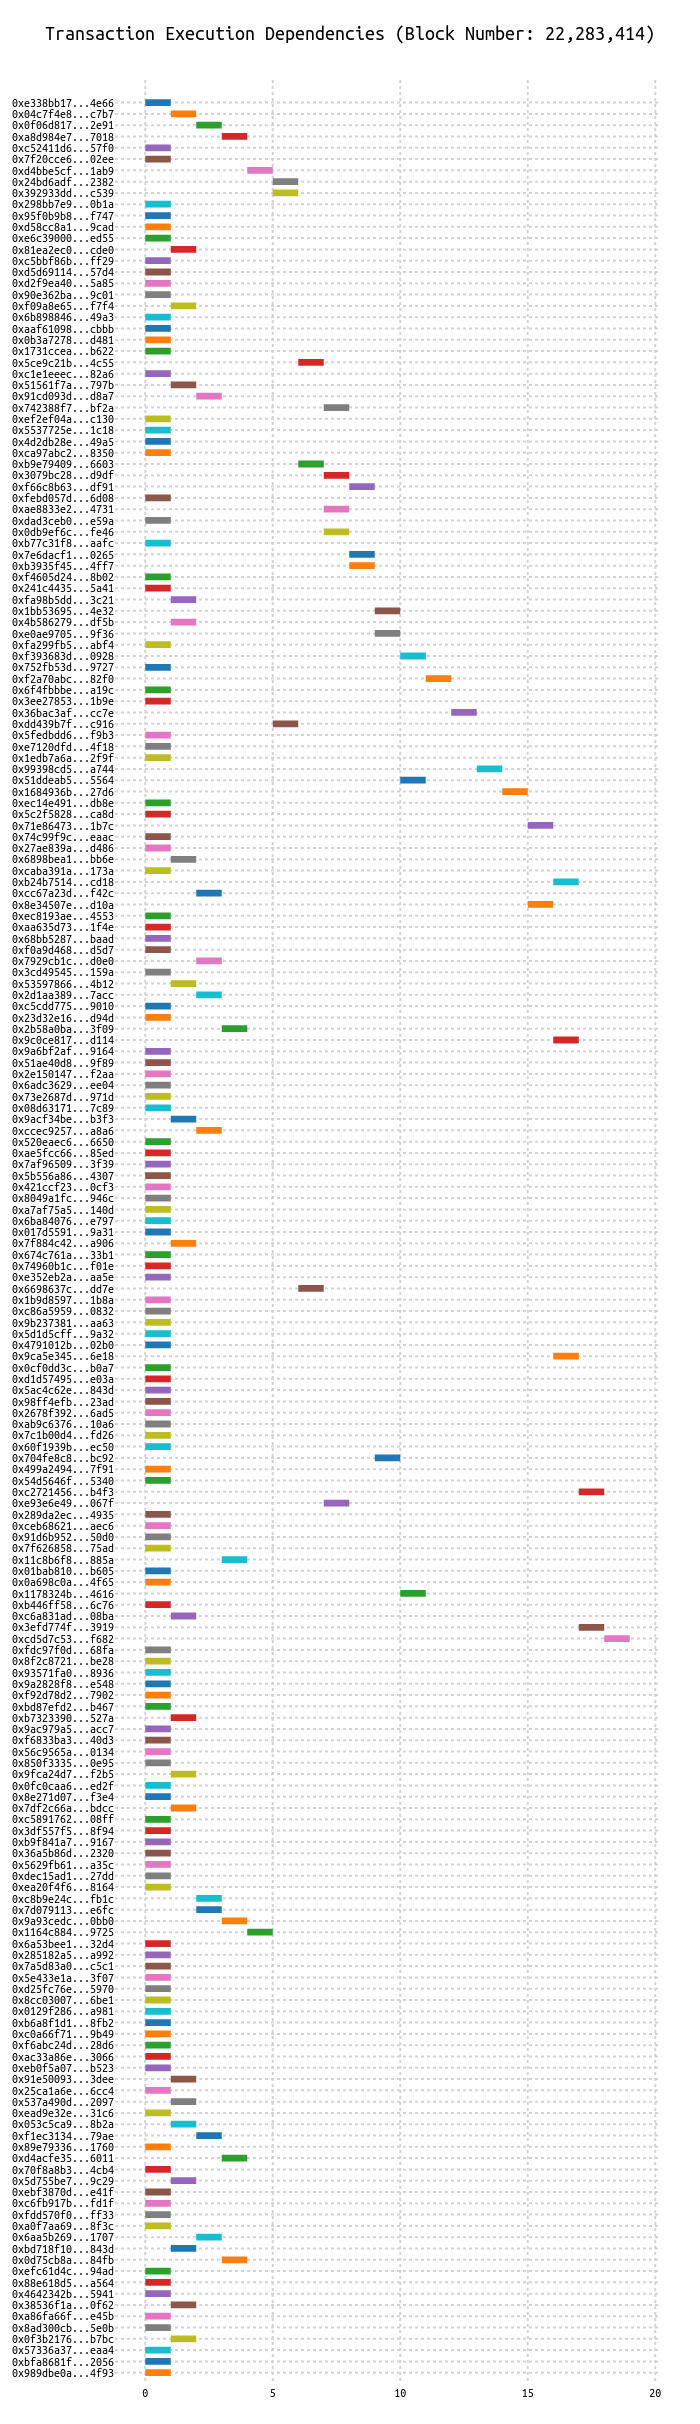 Transaction Execution Dependencies (Block Number: 22,283,414)
0xe338bb17...4e66
0x04c7f4e8...c7b7
0x0f06d817...2e91
0xa8d984e7...7018
0xc52411d6...57f0
0x7f20cce6...02ee
0xd4bbe5cf...1ab9
0x24bd6adf...2382
0x392933dd...c539
0x298bb7e9...0b1a
0x95f0b9b8...f747
0xd58cc8a1...9cad
0xe6c39000...ed55
0x81ea2ec0...cde0
0xc5bbf86b...ff29
0xd5d69114...57d4
0xd2f9ea40...5a85
0x90e362ba...9c01
0xf09a8e65...f7f4
0x6b898846...49a3
0xaaf61098...cbbb
0x0b3a7278...d481
0x1731ccea...b622
0x5ce9c21b...4c55
0xc1e1eeec...82a6
0x51561f7a...797b
0x91cd093d...d8a7
0x742388f7...bf2a
0xef2ef04a...c130
0x5537725e...1c18
0x4d2db28e...49a5
0xca97abc2...8350
0xb9e79409...6603
0x3079bc28...d9df
0xf66c8b63...df91
0xfebd057d...6d08
0xae8833e2...4731
0xdad3ceb0...e59a
0x0db9ef6c...fe46
0xb77c31f8...aafc
0x7e6dacf1...0265
0xb3935f45...4ff7
0xf4605d24...8b02
0x241c4435...5a41
0xfa98b5dd...3c21
0x1bb53695...4e32
0x4b586279...df5b
0xe0ae9705...9f36
0xfa299fb5...abf4
0xf393683d...0928
0x752fb53d...9727
0xf2a70abc...82f0
0x6f4fbbbe...a19c
0x3ee27853...1b9e
0x36bac3af...cc7e
0xdd439b7f...c916
0x5fedbdd6...f9b3
0xe7120dfd...4f18
0x1edb7a6a...2f9f
0x99398cd5...a744
0x51ddeab5...5564
0x1684936b...27d6
0xec14e491...db8e
0x5c2f5828...ca8d
0x71e86473...1b7c
0x74c99f9c...eaac
0x27ae839a...d486
0x6898bea1...bb6e
0xcaba391a...173a
0xb24b7514...cd18
0xcc67a23d...f42c
0x8e34507e...d10a
0xec8193ae...4553
0xaa635d73...1f4e
0x68bb5287...baad
0xf0a9d468...d5d7
0x7929cb1c...d0e0
0x3cd49545...159a
0x53597866...4b12
0x2d1aa389...7acc
0xc5cdd775...9010
0x23d32e16...d94d
0x2b58a0ba...3f09
0x9c0ce817...d114
0x9a6bf2af...9164
0x51ae40d8...9f89
0x2e150147...f2aa
0x6adc3629...ee04
0x73e2687d...971d
0x08d63171...7c89
0x9acf34be...b3f3
0xccec9257...a8a6
0x520eaec6...6650
0xae5fcc66...85ed
0x7af96509...3f39
0x5b556a86...4307
0x421ccf23...0cf3
0x8049a1fc...946c
0xa7af75a5...140d
0x6ba84076...e797
0x017d5591...9a31
0x7f884c42...a906
0x674c761a...33b1
0x74960b1c...f01e
0xe352eb2a...aa5e
0x6698637c...dd7e
0x1b9d8597...1b8a
0xc86a5959...0832
0x9b237381...aa63
0x5d1d5cff...9a32
0x4791012b...02b0
0x9ca5e345...6e18
0x0cf0dd3c...b0a7
0xd1d57495...e03a
0x5ac4c62e...843d
0x98ff4efb...23ad
0x2678f392...6ad5
0xab9c6376...10a6
0x7c1b00d4...fd26
0x60f1939b...ec50
0x704fe8c8...bc92
0x499a2494...7f91
0x54d5646f...5340
0xc2721456...b4f3
0xe93e6e49...067f
0x289da2ec...4935
0xceb68621...aec6
0x91d6b952...50d0
0x7f626858...75ad
0x11c8b6f8...885a
0x01bab810...b605
0x0a698c0a...4f65
0x1178324b...4616
0xb446ff58...6c76
0xc6a831ad...08ba
0x3efd774f...3919
0xcd5d7c53...f682
0xfdc97f0d...68fa
0x8f2c8721...be28
0x93571fa0...8936
0x9a2828f8...e548
0xf92d78d2...7902
0xbd87efd2...b467
0xb7323390...527a
0x9ac979a5...acc7
0xf6833ba3...40d3
0x56c9565a...0134
0x850f3335...0e95
0x9fca24d7...f2b5
0x0fc0caa6...ed2f
0x8e271d07...f3e4
0x7df2c66a...bdcc
0xc5891762...08ff
0x3df557f5...8f94
0xb9f841a7...9167
0x36a5b86d...2320
0x5629fb61...a35c
0xdec15ad1...27dd
0xea20f4f6...8164
0xc8b9e24c...fb1c
0x7d079113...e6fc
0x9a93cedc...0bb0
0x1164c884...9725
0x6a53bee1...32d4
0x285182a5...a992
0x7a5d83a0...c5c1
0x5e433e1a...3f07
0xd25fc76e...5970
0x8cc03007...6be1
0x0129f286...a981
0xb6a8f1d1...8fb2
0xc0a66f71...9b49
0xf6abc24d...28d6
0xac33a86e...3066
0xeb0f5a07...b523
0x91e50093...3dee
0x25ca1a6e...6cc4
0x537a490d...2097
0xead9e32e...31c6
0x053c5ca9...8b2a
0xf1ec3134...79ae
0x89e79336...1760
0xd4acfe35...6011
0x70f8a8b3...4cb4
0x5d755be7...9c29
0xebf3870d...e41f
0xc6fb917b...fd1f
0xfdd570f0...ff33
0xa0f7aa69...8f3c
0x6aa5b269...1707
0xbd718f10...843d
0x0d75cb8a...84fb
0xefc61d4c...94ad
0x88e618d5...a564
0x4642342b...5941
0x38536f1a...0f62
0xa86fa66f...e45b
0x8ad300cb...5e0b
0x0f3b2176...b7bc
0x57336a37...eaa4
0xbfa8681f...2056
0x989dbe0a...4f93
0 5 10 15 20